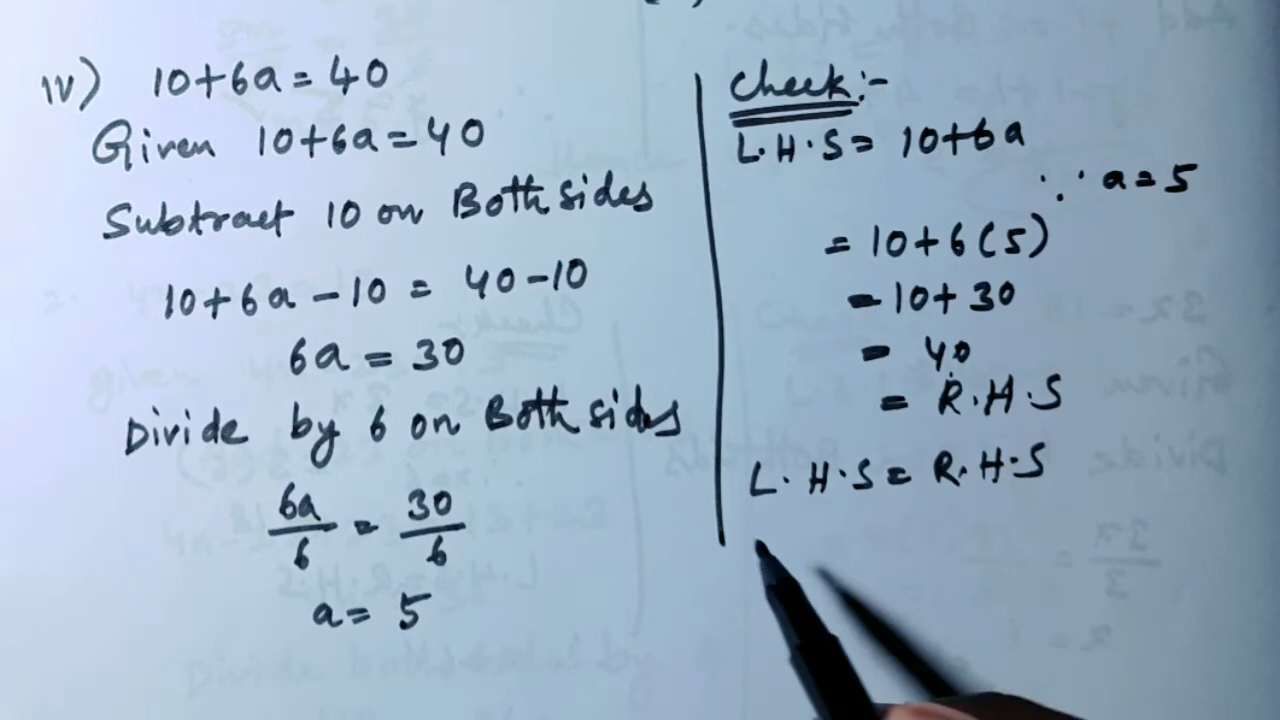 iv) 10+6a=40
Given 10+6a=40
Subtract 10 on Both sides
10+6a-10 = 40-10
6a = 30
Divide by 6 on Both sides
6a/6 = 30/6
a = 5
Check:-
L.H.S = 10+6a
∵ a=5
= 10+6(5)
= 10+30
= 40
= R.H.S
L.H.S = R.H.S